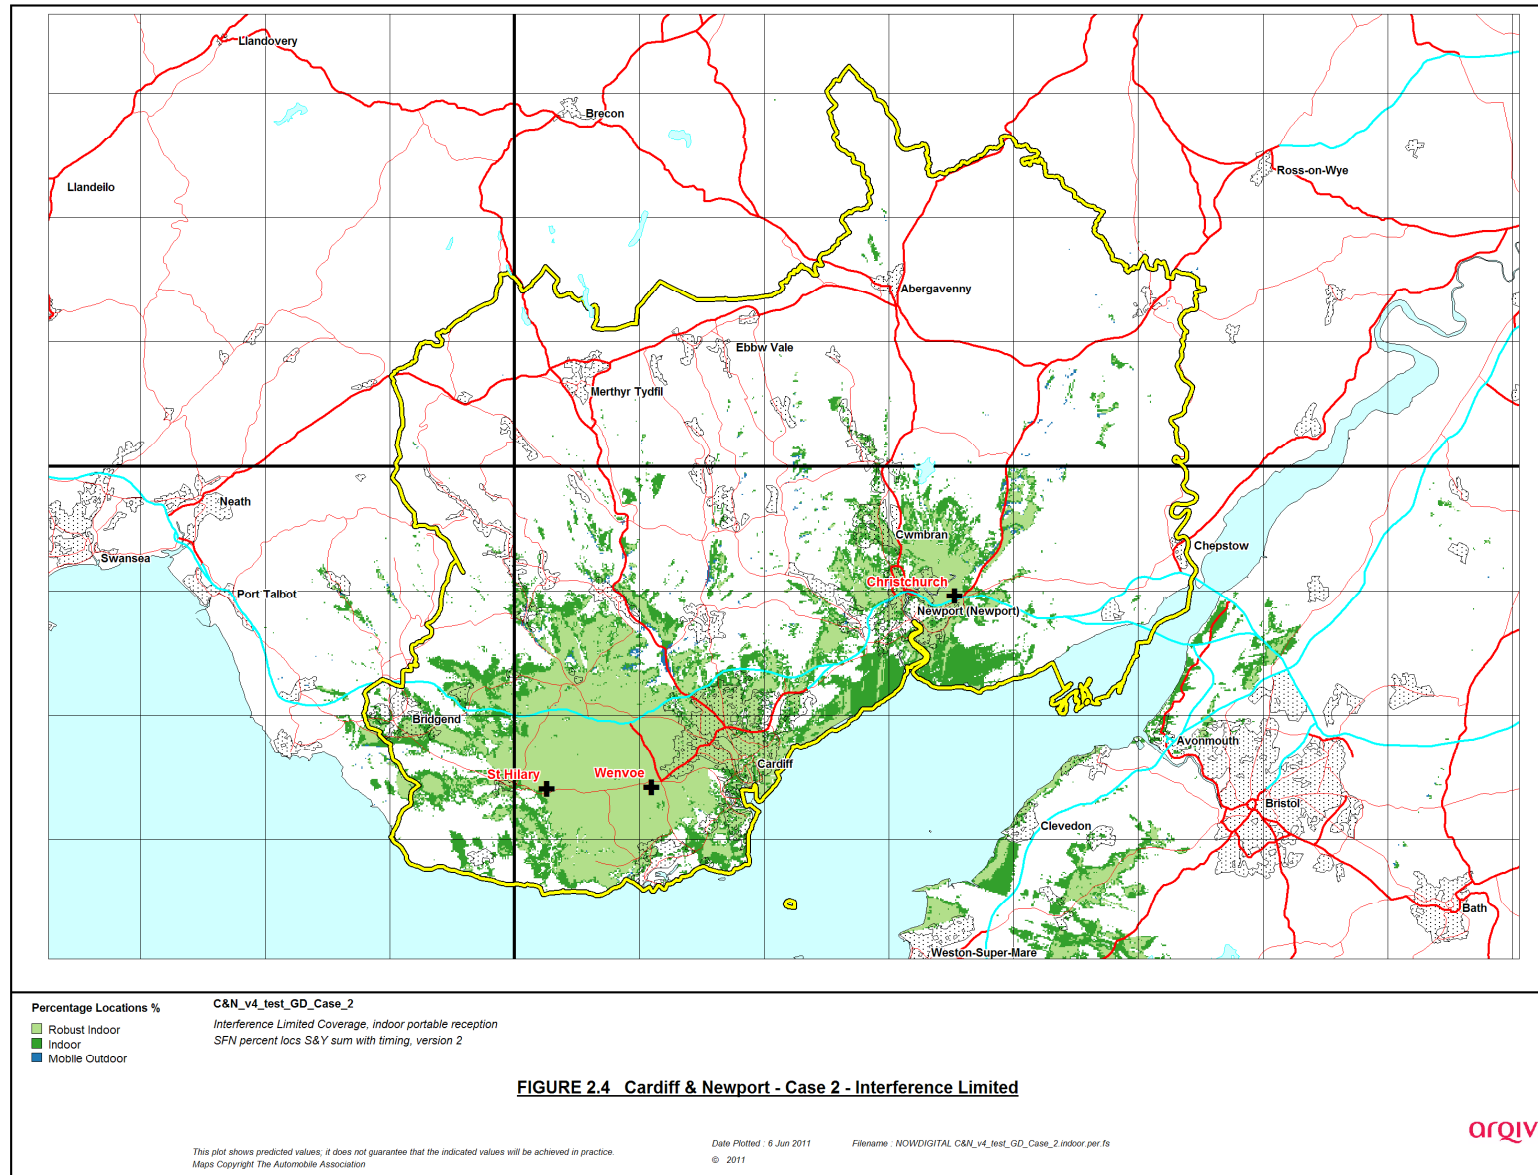 Llandovery
Brecon
Ross-on-Wye
Llandeilo
Abergavenny
Ebbw Vale
Merthyr Tydfil
Neath
Cwmbran
Chepstow
Swansea
Christchurch
Port Talbot
Newport (Newport)
Bridgend
Avonmouth
St Hilary
Wenvoe
Cardiff
Bristol
Clevedon
Bath
Weston-Super-Mare
Percentage Locations %
Robust Indoor
Indoor
Mobile Outdoor
C&N_v4_test_GD_Case_2
Interference Limited Coverage, indoor portable reception
SFN percent locs S&Y sum with timing, version 2
FIGURE 2.4 Cardiff & Newport - Case 2 - Interference Limited
This plot shows predicted values; it does not guarantee that the indicated values will be achieved in practice.
Maps Copyright The Automobile Association
Date Plotted : 6 Jun 2011
Filename : NOWDIGITAL C&N_v4_test_GD_Case_2.indoor.per.fs
© 2011
arqiv